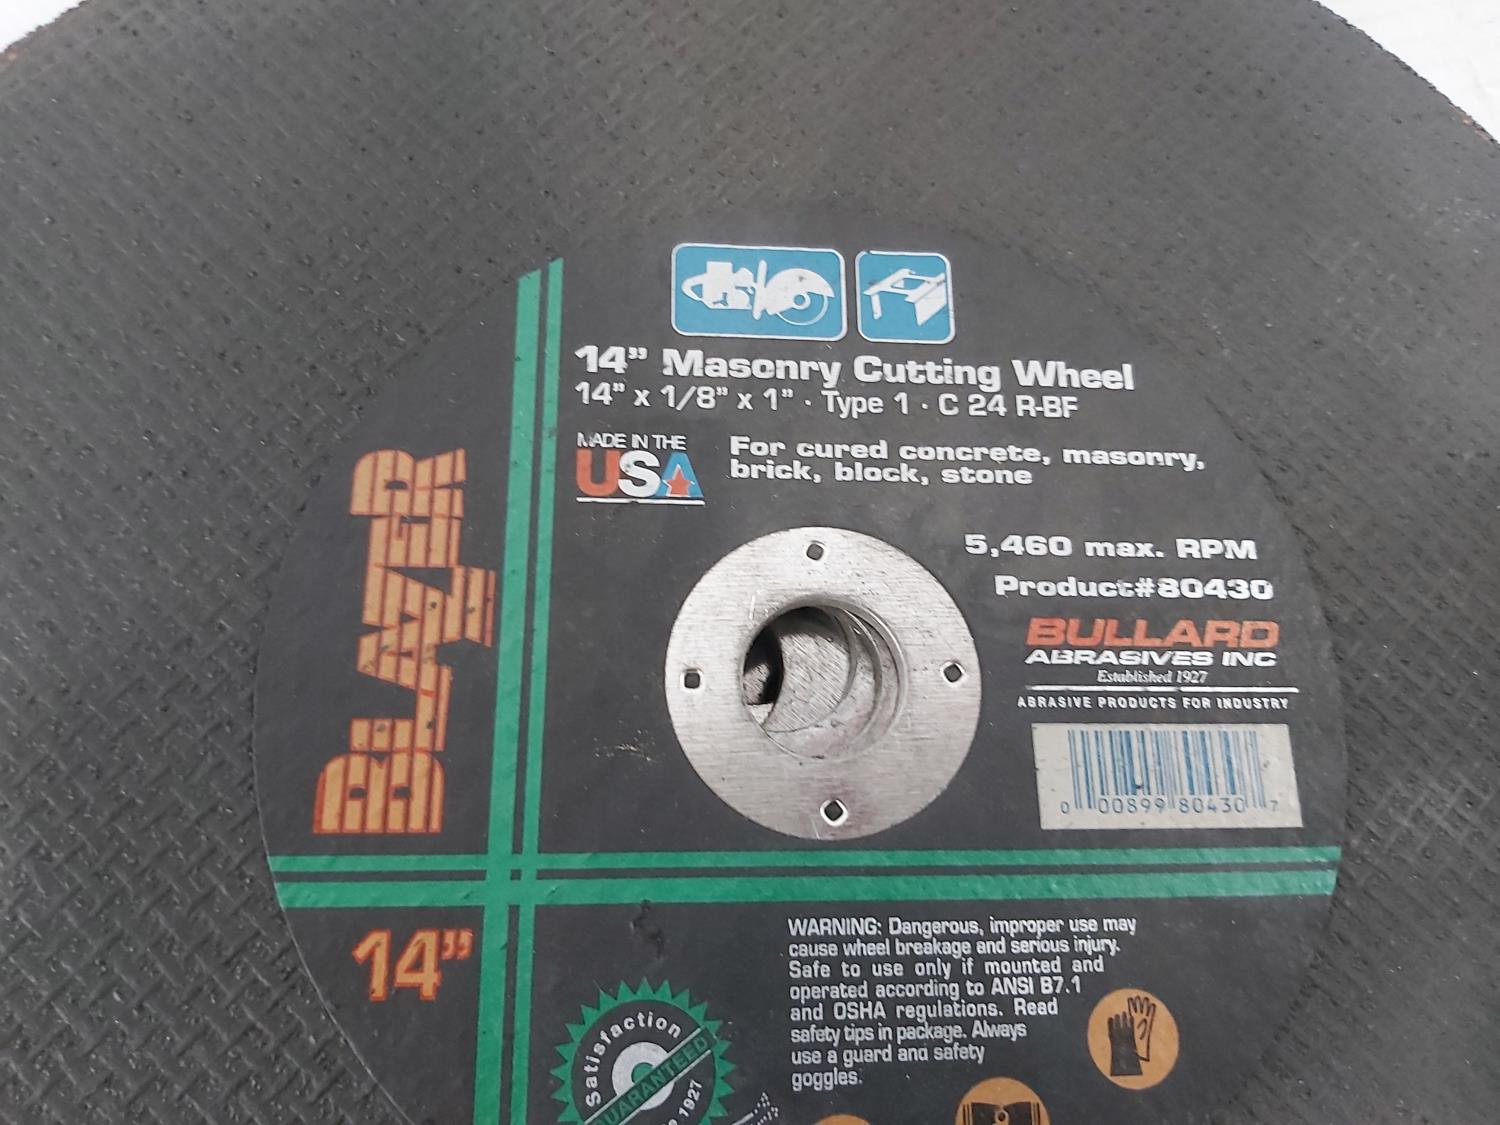 14” Masonry Cutting Wheel
14” x 1/8” x 1” · Type 1 · C 24 R-BF
MADE IN THE
USA
For cured concrete, masonry,
brick, block, stone
5,460 max. RPM
Product#80430
BULLARD
ABRASIVES INC
Established 1927
ABRASIVE PRODUCTS FOR INDUSTRY
0 00899 80430 7
BLAZER
14”
WARNING: Dangerous, improper use may
cause wheel breakage and serious injury.
Safe to use only if mounted and
operated according to ANSI B7.1
and OSHA regulations. Read
safety tips in package. Always
use a guard and safety
goggles.
Satisfaction
GUARANTEED
1927